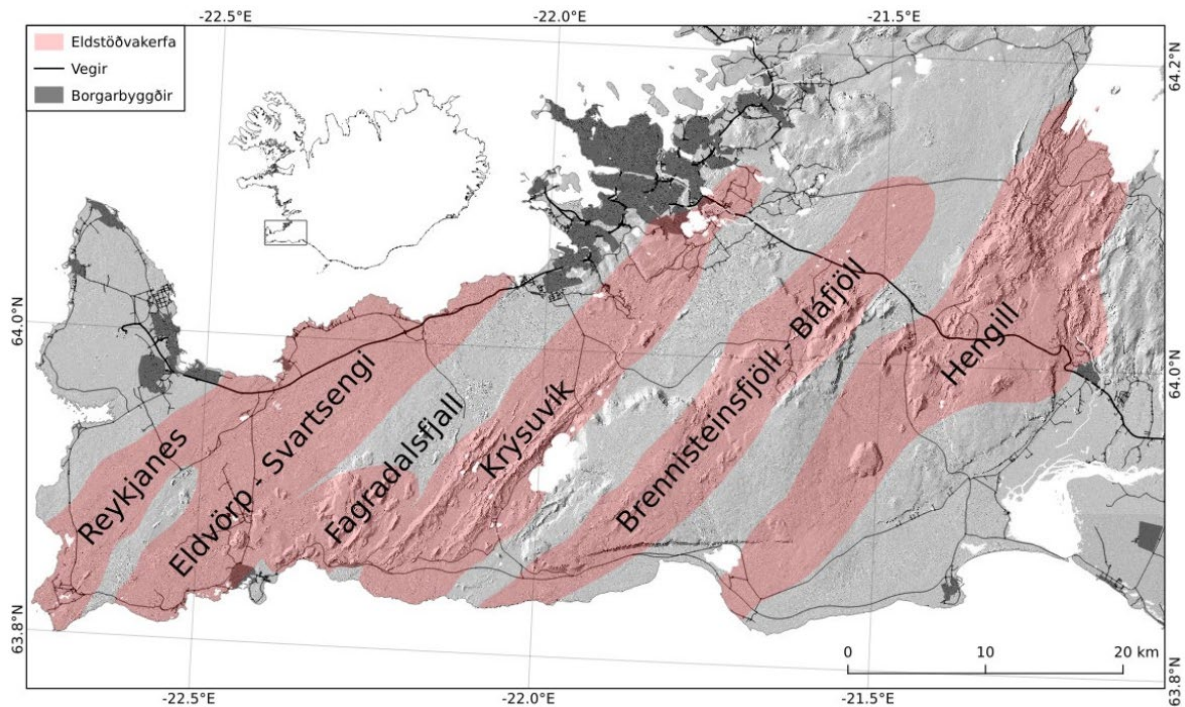 -22.5°E
-22.0°E
-21.5°E
Eldstöðvakerfa
Vegir
Borgarbyggðir
64.2°N
64.0°N
64.0°N
Reykjanes
Eldvörp - Svartsengi
Fagradalsfjall
Krýsuvík
Brennisteinsfjöll - Bláfjöll
Hengill
63.8°N
63.8°N
0 10 20 km
-22.5°E
-22.0°E
-21.5°E